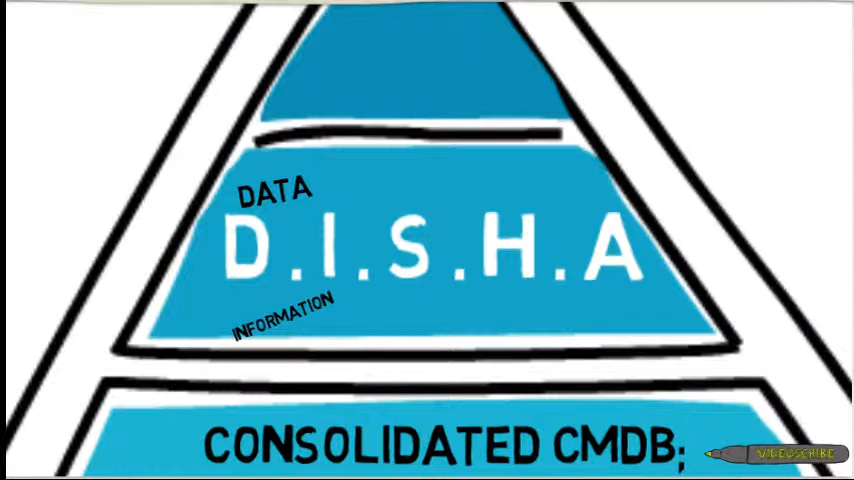 DATA
D.I.S.H.A
INFORMATION
CONSOLIDATED CMDB;
VIDEOSCRIBE